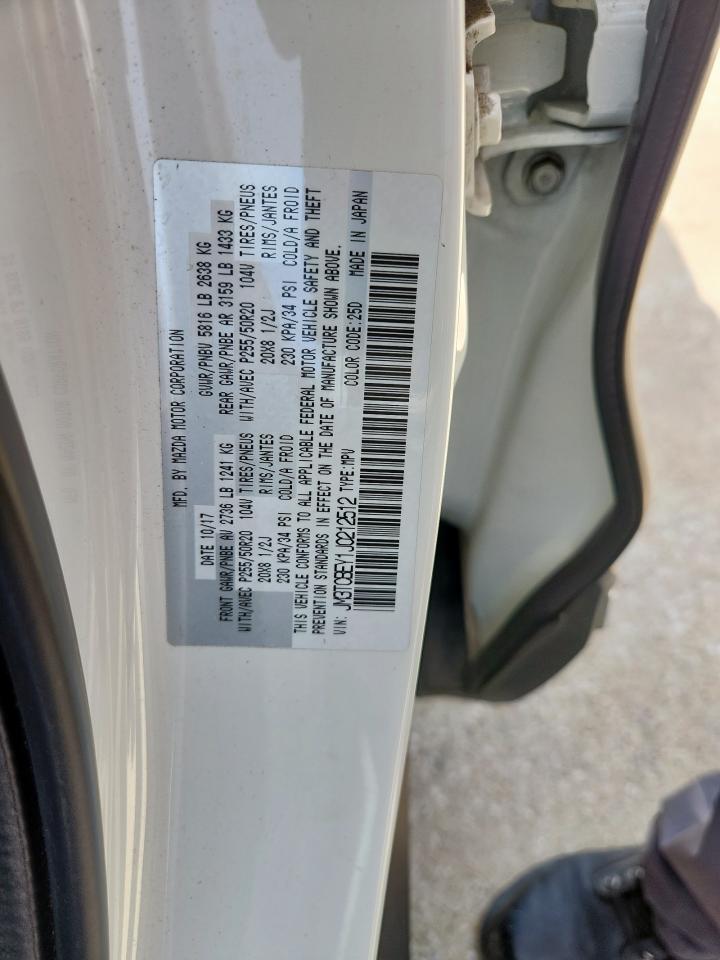 MFD. BY MAZDA MOTOR CORPORATION
DATE 10/17 GVWR/PNBV 5816 LB 2638 KG
FRONT GAWR/PNBE AV 2736 LB 1241 KG REAR GAWR/PNBE AR 3159 LB 1433 KG
WITH/AVEC P255/50R20 104V TIRES/PNEUS WITH/AVEC P255/50R20 104V TIRES/PNEUS
20X8 1/2J RIMS/JANTES 20X8 1/2J RIMS/JANTES
230 KPA/34 PSI COLD/A FROID 230 KPA/34 PSI COLD/A FROID
THIS VEHICLE CONFORMS TO ALL APPLICABLE FEDERAL MOTOR VEHICLE SAFETY AND THEFT
PREVENTION STANDARDS IN EFFECT ON THE DATE OF MANUFACTURE SHOWN ABOVE.
VIN: JM3TCBEY1J0212512 TYPE:MPV COLOR CODE:25D MADE IN JAPAN